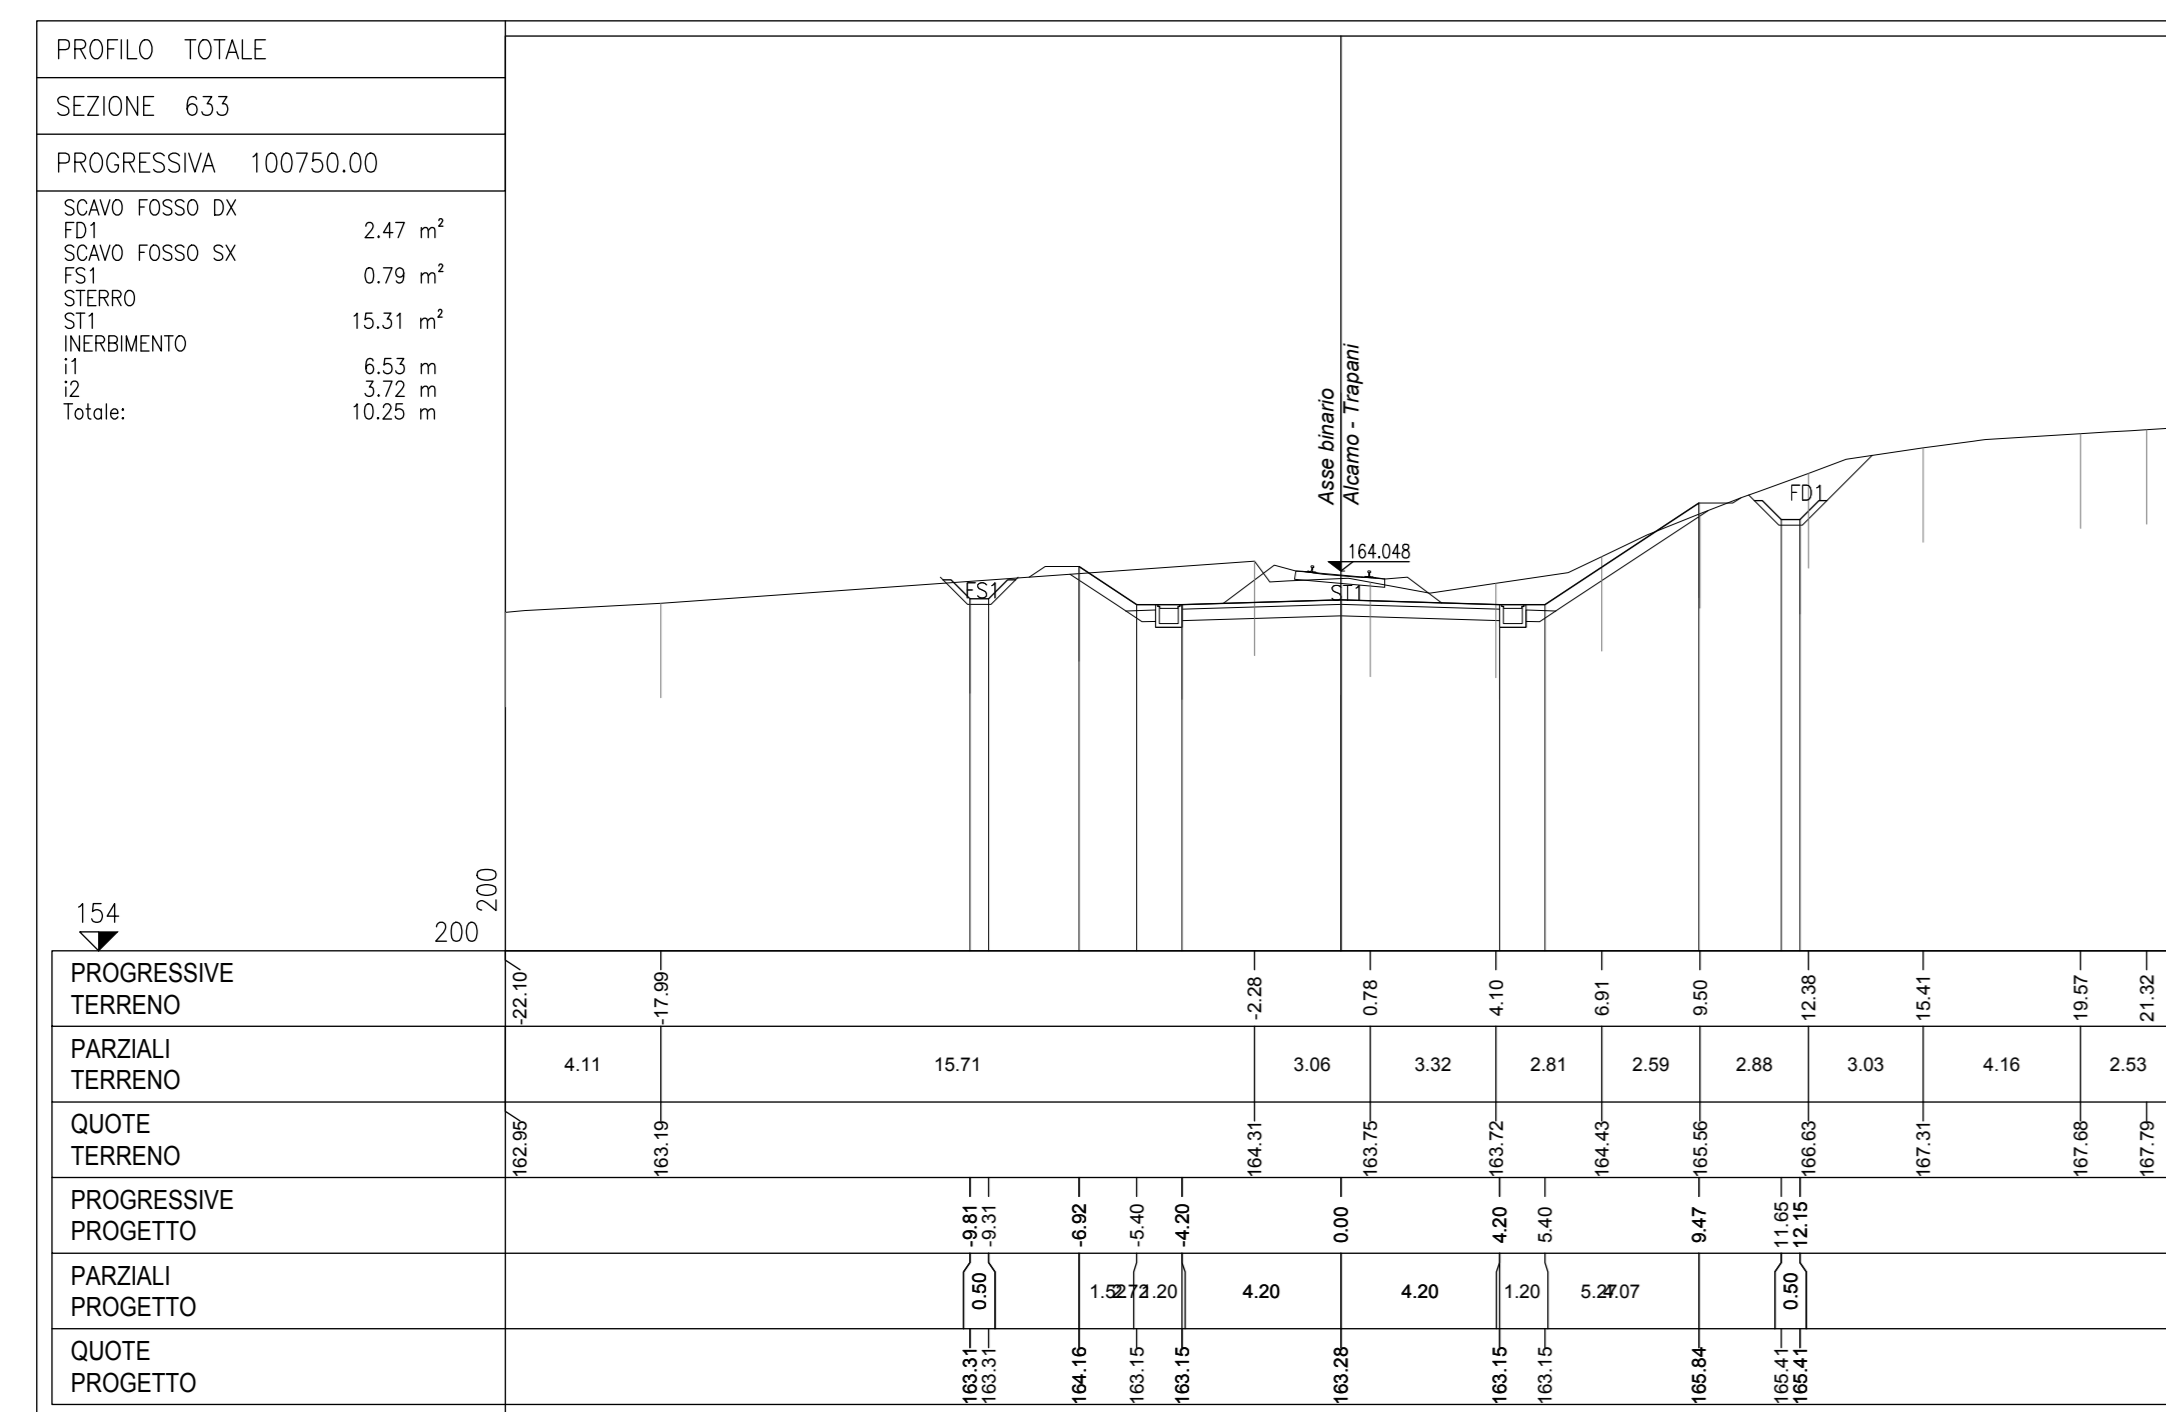 PROFILO TOTALE
SEZIONE 633
PROGRESSIVA 100750.00
SCAVO FOSSO DX
FD1 2.47 m²
SCAVO FOSSO SX
FS1 0.79 m²
STERRO
ST1 15.31 m²
INERBIMENTO
i1 6.53 m
i2 3.72 m
Totale: 10.25 m
Asse binario
Alcamo - Trapani
164.048
FS1
ST1
FD1
154
200
200
PROGRESSIVE
TERRENO
-22.10 -17.99 -2.28 0.78 4.10 6.91 9.50 12.38 15.41 19.57 21.32
PARZIALI
TERRENO
4.11 15.71 3.06 3.32 2.81 2.59 2.88 3.03 4.16 2.53
QUOTE
TERRENO
162.95 163.19 164.31 163.75 163.72 164.43 165.56 166.63 167.31 167.68 167.79
PROGRESSIVE
PROGETTO
-9.81 -9.31 -6.92 -5.40 -4.20 0.00 4.20 5.40 9.47 11.65 12.15
PARZIALI
PROGETTO
0.50 1.52 2.72 1.20 4.20 4.20 1.20 5.27 4.07 0.50
QUOTE
PROGETTO
163.31 163.31 164.16 163.15 163.15 163.28 163.15 163.15 165.84 165.41 165.41